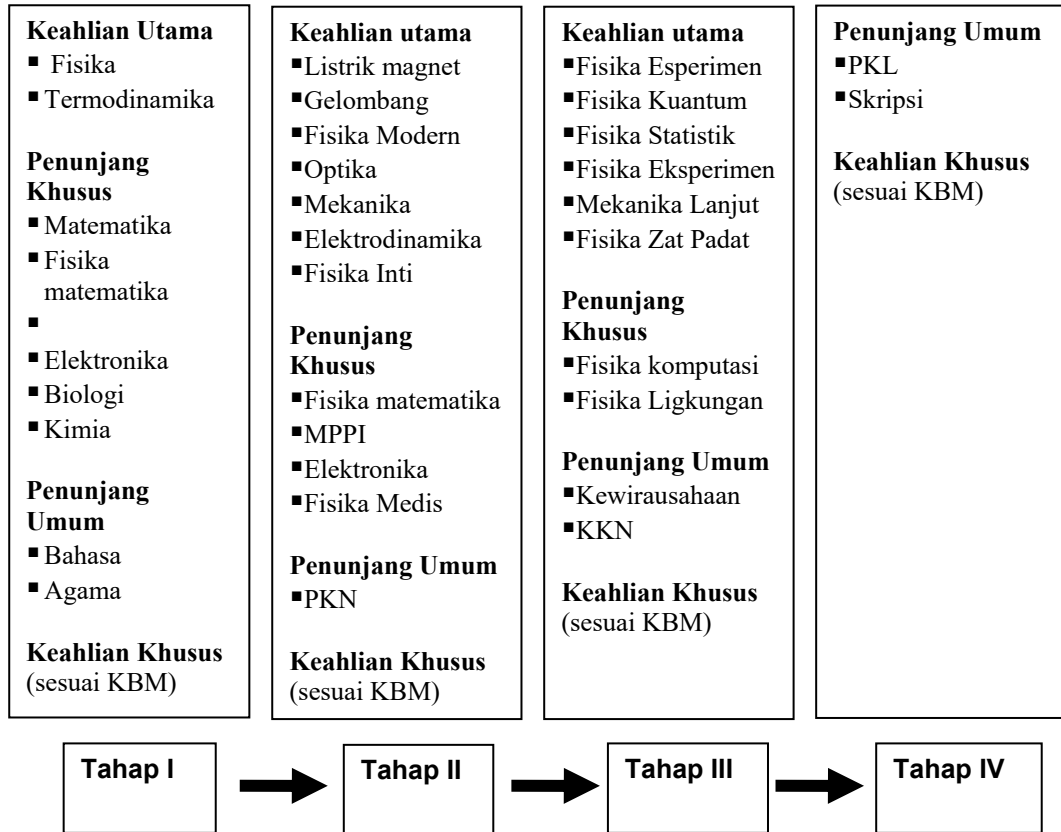 Keahlian Utama
▪ Fisika
▪ Termodinamika
Penunjang
Khusus
▪ Matematika
▪ Fisika
matematika
▪
▪ Elektronika
▪ Biologi
▪ Kimia
Penunjang
Umum
▪ Bahasa
▪ Agama
Keahlian Khusus
(sesuai KBM)
Keahlian utama
▪Listrik magnet
▪Gelombang
▪Fisika Modern
▪Optika
▪Mekanika
▪Elektrodinamika
▪Fisika Inti
Penunjang
Khusus
▪Fisika matematika
▪MPPI
▪Elektronika
▪Fisika Medis
Penunjang Umum
▪PKN
Keahlian Khusus
(sesuai KBM)
Keahlian utama
▪Fisika Esperimen
▪Fisika Kuantum
▪Fisika Statistik
▪Fisika Eksperimen
▪Mekanika Lanjut
▪Fisika Zat Padat
Penunjang
Khusus
▪Fisika komputasi
▪Fisika Ligkungan
Penunjang Umum
▪Kewirausahaan
▪KKN
Keahlian Khusus
(sesuai KBM)
Penunjang Umum
▪PKL
▪Skripsi
Keahlian Khusus
(sesuai KBM)
Tahap I
Tahap II
Tahap III
Tahap IV